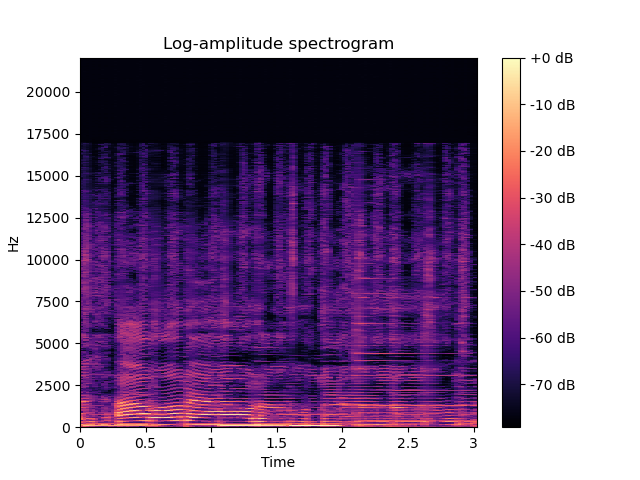 Log-amplitude spectrogram
Hz
20000
17500
15000
12500
10000
7500
5000
2500
0
0 0.5 1 1.5 2 2.5 3
Time
+0 dB
-10 dB
-20 dB
-30 dB
-40 dB
-50 dB
-60 dB
-70 dB